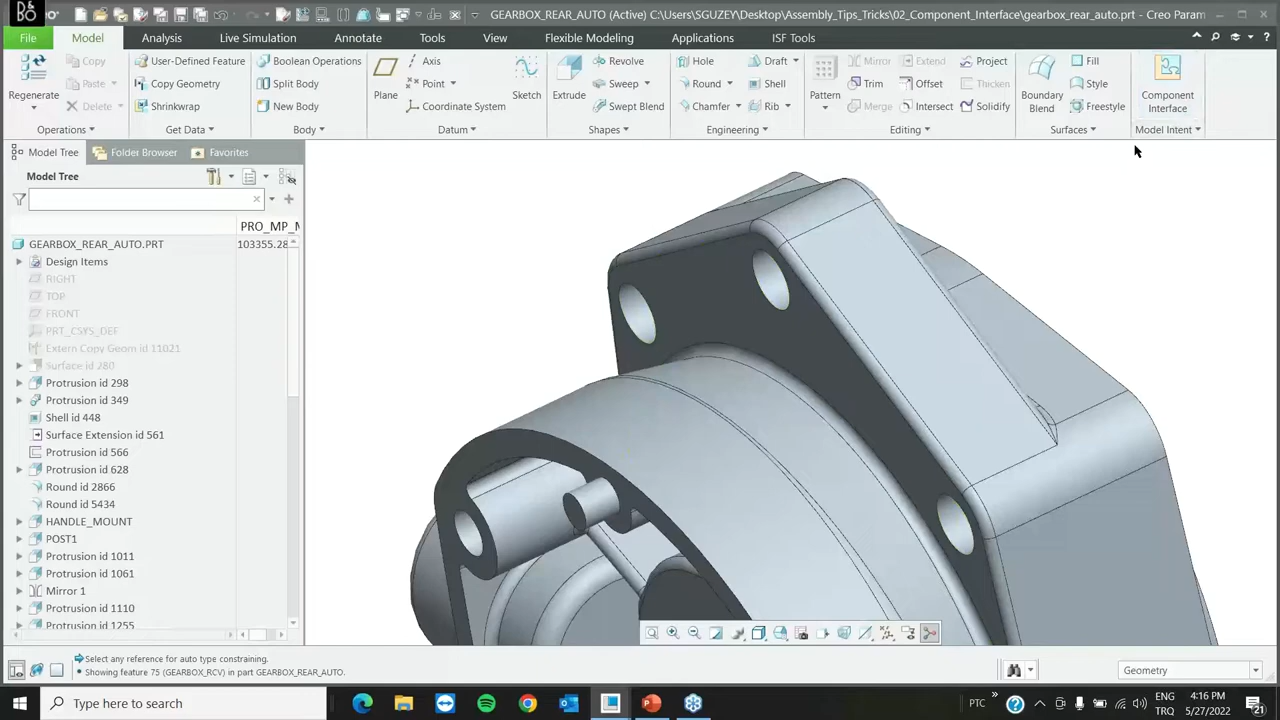 B&O
GEARBOX_REAR_AUTO (Active) C:\Users\SGUZEY\Desktop\Assembly_Tips_Tricks\02_Component_Interface\gearbox_rear_auto.prt - Creo Param
File Model Analysis Live Simulation Annotate Tools View Flexible Modeling Applications ISF Tools
Regenerate
Copy
Paste
Delete
Operations
User-Defined Feature
Copy Geometry
Shrinkwrap
Get Data
Boolean Operations
Split Body
New Body
Body
Plane
Axis
Point
Coordinate System
Sketch
Datum
Extrude
Revolve
Sweep
Swept Blend
Shapes
Hole
Round
Chamfer
Draft
Shell
Rib
Engineering
Pattern
Mirror
Trim
Merge
Extend
Offset
Intersect
Project
Thicken
Solidify
Editing
Boundary
Blend
Fill
Style
Freestyle
Surfaces
Component
Interface
Model Intent
Model Tree Folder Browser Favorites
Model Tree
PRO_MP_M
GEARBOX_REAR_AUTO.PRT 103355.28
Design Items
RIGHT
TOP
FRONT
PRT_CSYS_DEF
Extern Copy Geom id 11021
Surface id 280
Protrusion id 298
Protrusion id 349
Shell id 448
Surface Extension id 561
Protrusion id 566
Protrusion id 628
Round id 2866
Round id 5434
HANDLE_MOUNT
POST1
Protrusion id 1011
Protrusion id 1061
Mirror 1
Protrusion id 1110
Protrusion id 1255
Select any reference for auto type constraining.
Showing feature 75 (GEARBOX_RCV) in part GEARBOX_REAR_AUTO.
Geometry
Type here to search
PTC
ENG
TRQ
4:16 PM
5/27/2022
21